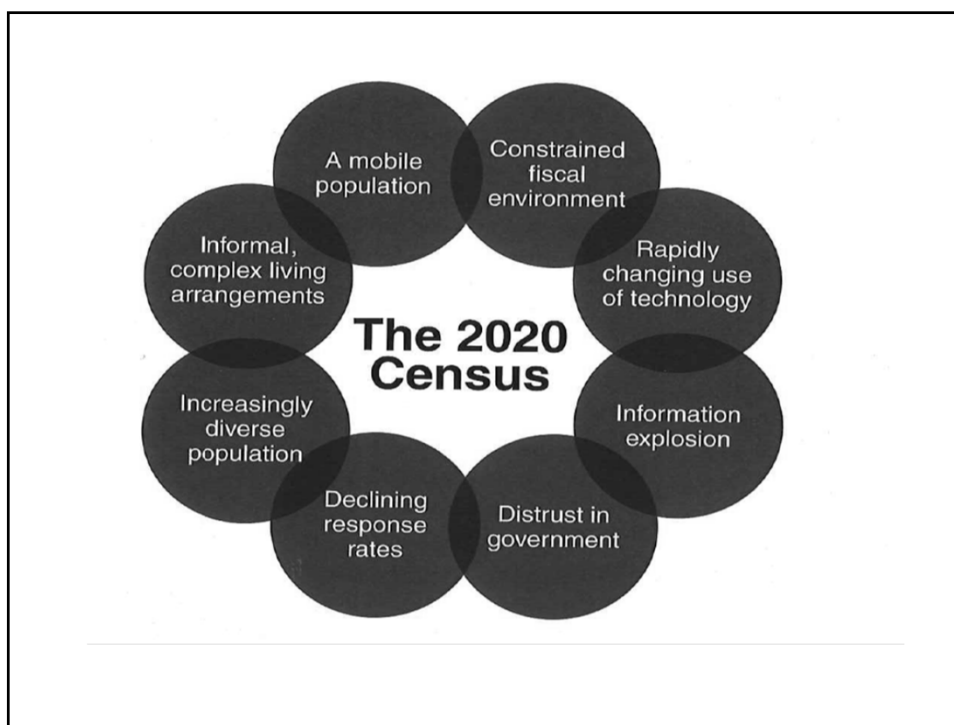 The 2020
Census
Constrained
fiscal
environment
Rapidly
changing use
of technology
Information
explosion
Distrust in
government
Declining
response
rates
Increasingly
diverse
population
Informal,
complex living
arrangements
A mobile
population